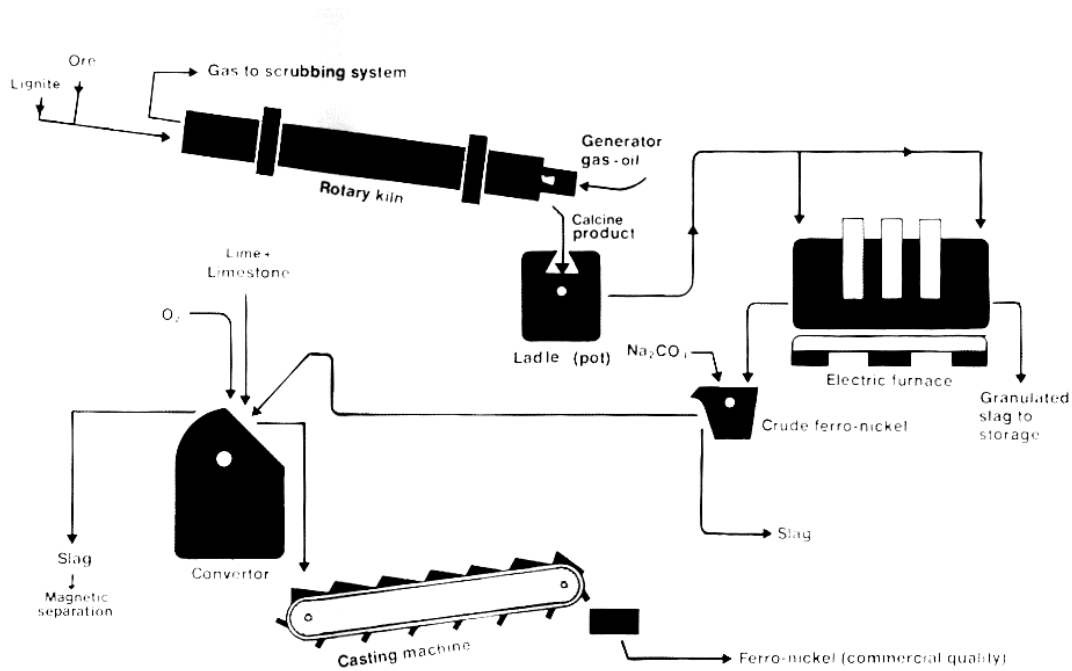 Ore
Lignite
Gas to scrubbing system
Generator
gas-oil
Rotary kiln
Calcine
product
Lime+
Limestone
O₂
Ladle (pot)
Na₂CO₃
Electric furnace
Crude ferro-nickel
Granulated
slag to
storage
Slag
Slag
Magnetic
separation
Convertor
Casting machine
Ferro-nickel (commercial quality)